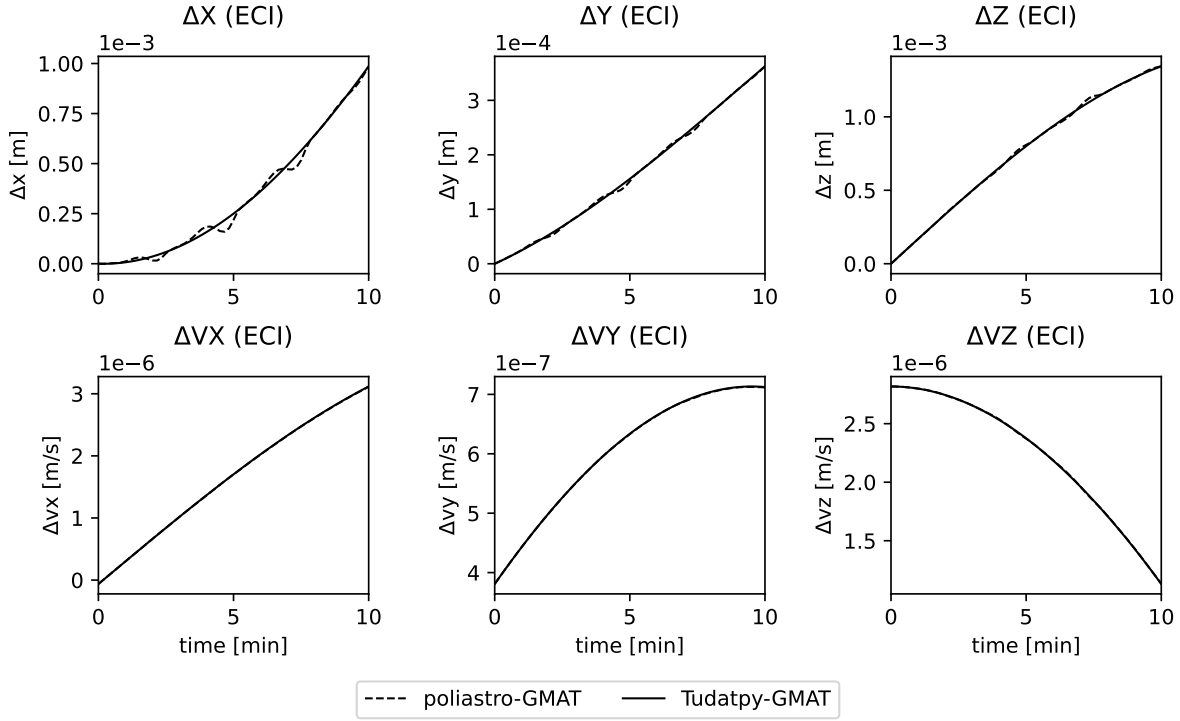 ΔX (ECI) ΔY (ECI) ΔZ (ECI)
1e−3 1e−4 1e−3
Δx [m]
1.00
0.75
0.50
0.25
0.00
0 5 10
Δy [m]
3
2
1
0
0 5 10
Δz [m]
1.0
0.5
0.0
0 5 10
ΔVX (ECI) ΔVY (ECI) ΔVZ (ECI)
1e−6 1e−7 1e−6
Δvx [m/s]
3
2
1
0
0 5 10
time [min]
Δvy [m/s]
7
6
5
4
0 5 10
time [min]
Δvz [m/s]
2.5
2.0
1.5
0 5 10
time [min]
poliastro-GMAT Tudatpy-GMAT